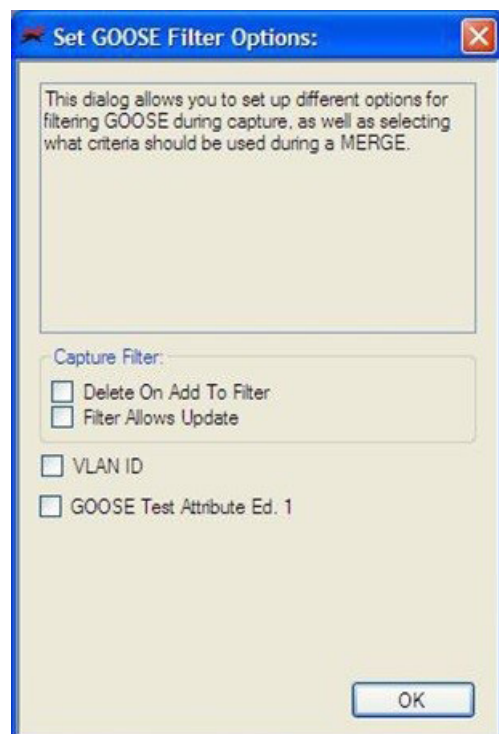 Set GOOSE Filter Options:
This dialog allows you to set up different options for
filtering GOOSE during capture, as well as selecting
what criteria should be used during a MERGE.
Capture Filter:
Delete On Add To Filter
Filter Allows Update
VLAN ID
GOOSE Test Attribute Ed. 1
OK